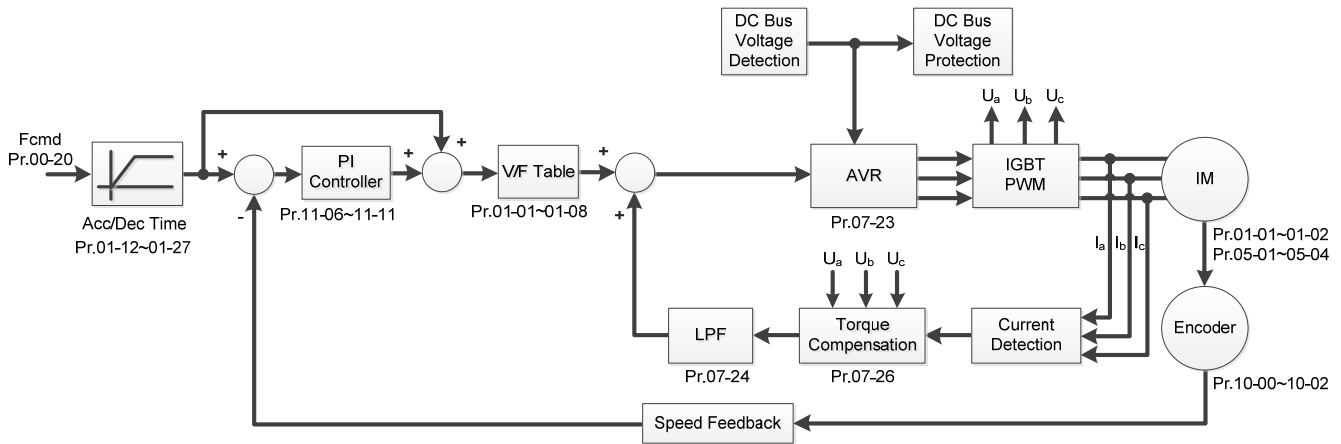 DC Bus
Voltage
Detection
DC Bus
Voltage
Protection
Ua
Ub
Uc
Fcmd
Pr.00-20
+
-
PI
Controller
+
+
V/F Table
+
+
AVR
IGBT
PWM
IM
Acc/Dec Time
Pr.01-12~01-27
Pr.11-06~11-11
Pr.01-01~01-08
Pr.07-23
Pr.01-01~01-02
Pr.05-01~05-04
Ia
Ib
Ic
Ua
Ub
Uc
LPF
Torque
Compensation
Current
Detection
Encoder
Pr.07-24
Pr.07-26
Pr.10-00~10-02
Speed Feedback